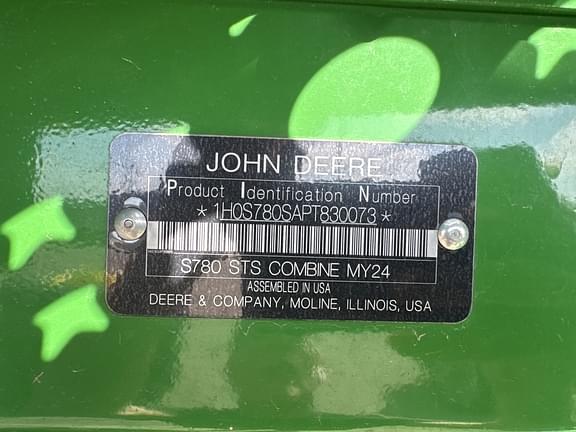 JOHN DEERE
Product Identification Number
*1H0S780SAPT830073*
S780 STS COMBINE MY24
ASSEMBLED IN USA
DEERE & COMPANY, MOLINE, ILLINOIS, USA